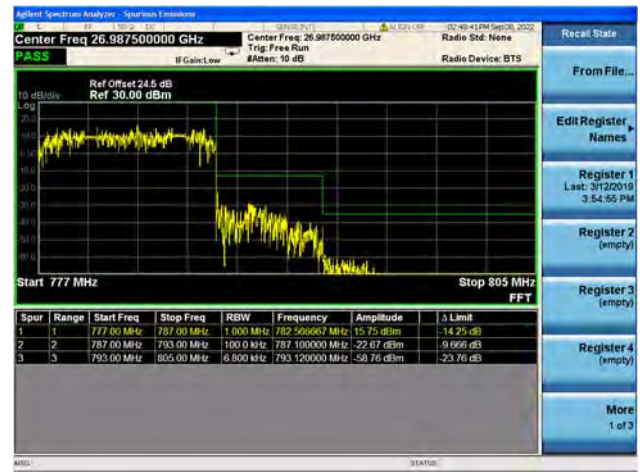 Agilent Spectrum Analyzer - Spurious Emissions
02:49:41 PM Sep 08, 2022
Center Freq 26.987500000 GHz
Center Freq: 26.987500000 GHz
Radio Std: None
Trig: Free Run
PASS
IFGain:Low
#Atten: 10 dB
Radio Device: BTS
Ref Offset 24.5 dB
10 dB/div
Ref 30.00 dBm
Log
Start 777 MHz
Stop 805 MHz
FFT
Spur Range Start Freq Stop Freq RBW Frequency Amplitude Δ Limit
1 1 777.00 MHz 787.00 MHz 1.000 MHz 782.566667 MHz 15.75 dBm -14.25 dB
2 2 787.00 MHz 793.00 MHz 100.0 kHz 787.100000 MHz -22.67 dBm -9.666 dB
3 3 793.00 MHz 805.00 MHz 6.800 kHz 793.120000 MHz -58.76 dBm -23.76 dB
MSG
STATUS
Recall State
From File...
Edit Register
Names
Register 1
Last: 3/12/2019
3:54:55 PM
Register 2
(empty)
Register 3
(empty)
Register 4
(empty)
More
1 of 3